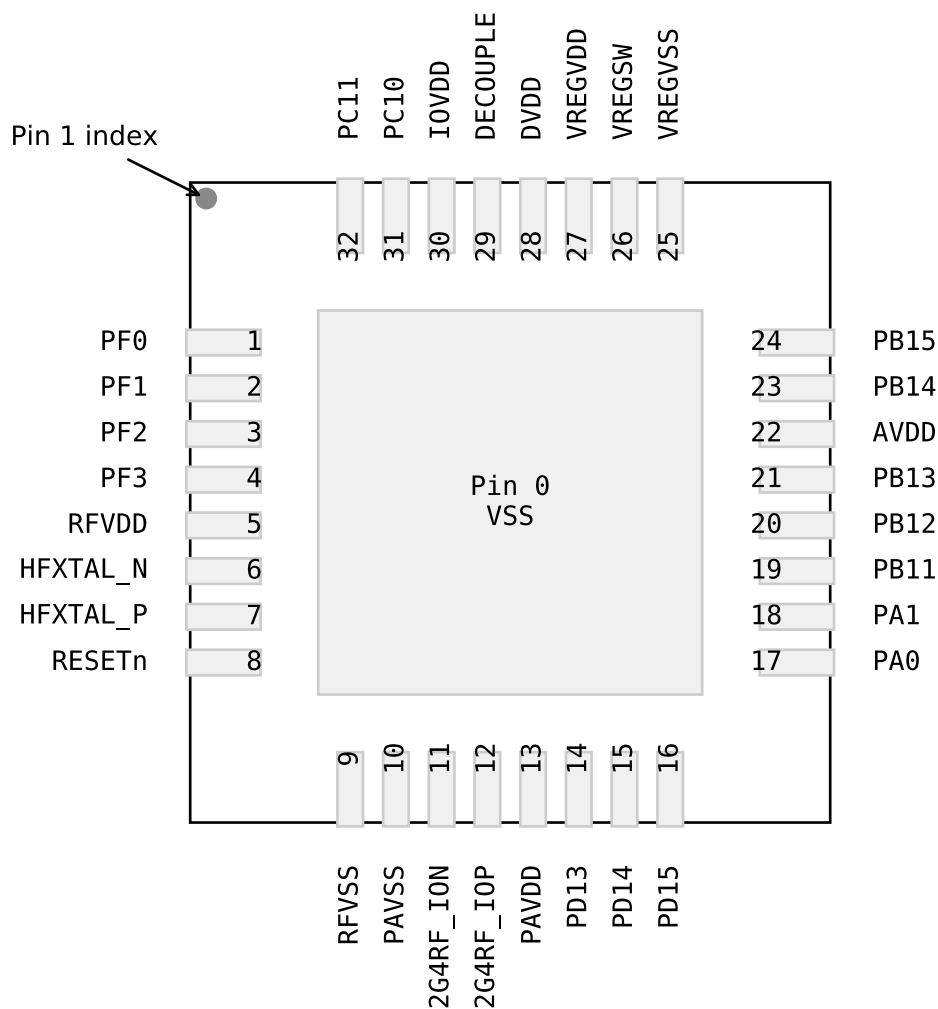 PC11
PC10
IOVDD
DECOUPLE
DVDD
VREGVDD
VREGSW
VREGVSS
Pin 1 index
32
31
30
29
28
27
26
25
PF0 1
PF1 2
PF2 3
PF3 4
RFVDD 5
HFXTAL_N 6
HFXTAL_P 7
RESETn 8
Pin 0
VSS
24 PB15
23 PB14
22 AVDD
21 PB13
20 PB12
19 PB11
18 PA1
17 PA0
9
10
11
12
13
14
15
16
RFVSS
PAVSS
2G4RF_ION
2G4RF_IOP
PAVDD
PD13
PD14
PD15